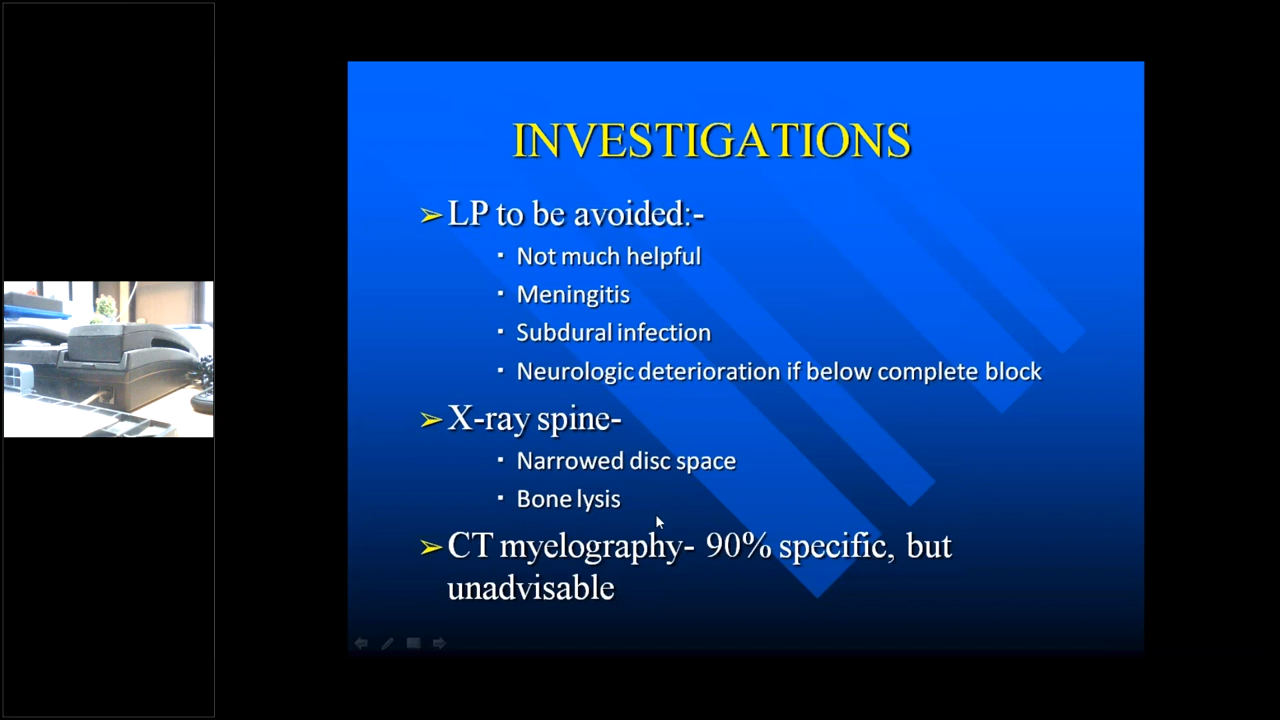 INVESTIGATIONS
➢ LP to be avoided:-
▪ Not much helpful
▪ Meningitis
▪ Subdural infection
▪ Neurologic deterioration if below complete block
➢ X-ray spine-
▪ Narrowed disc space
▪ Bone lysis
➢ CT myelography- 90% specific, but
unadvisable